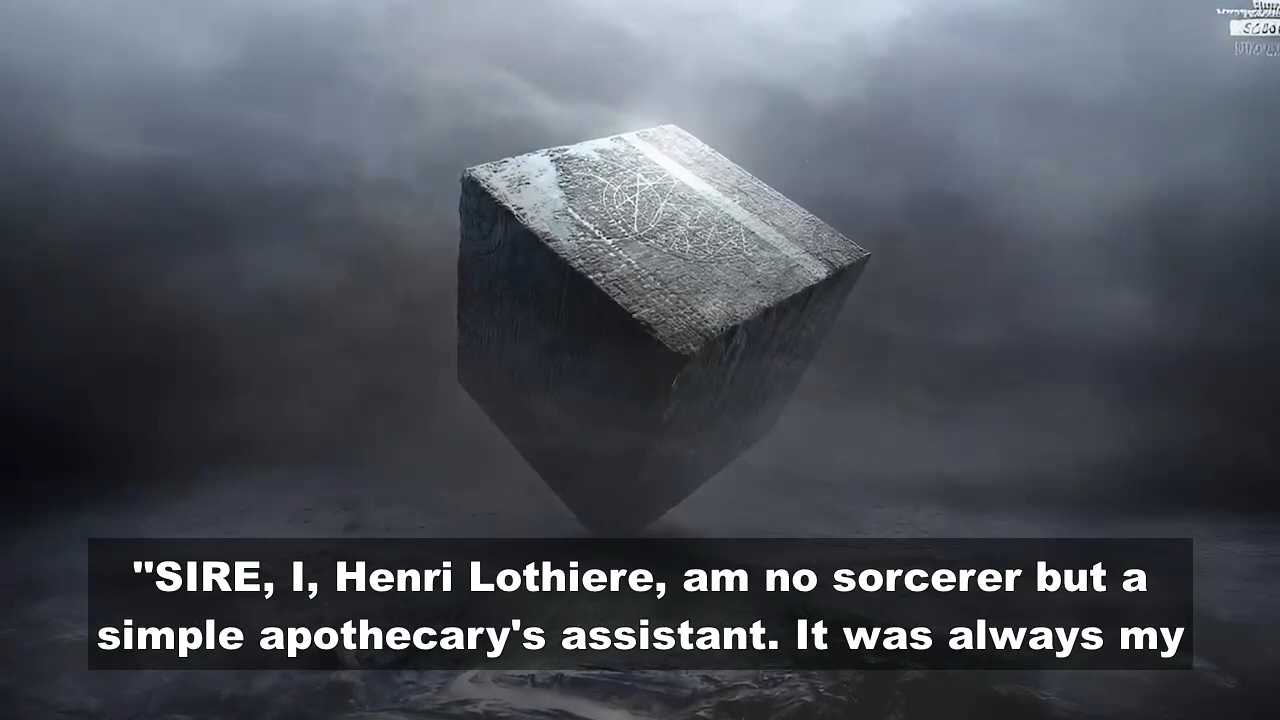 "SIRE, I, Henri Lothiere, am no sorcerer but a
simple apothecary's assistant. It was always my